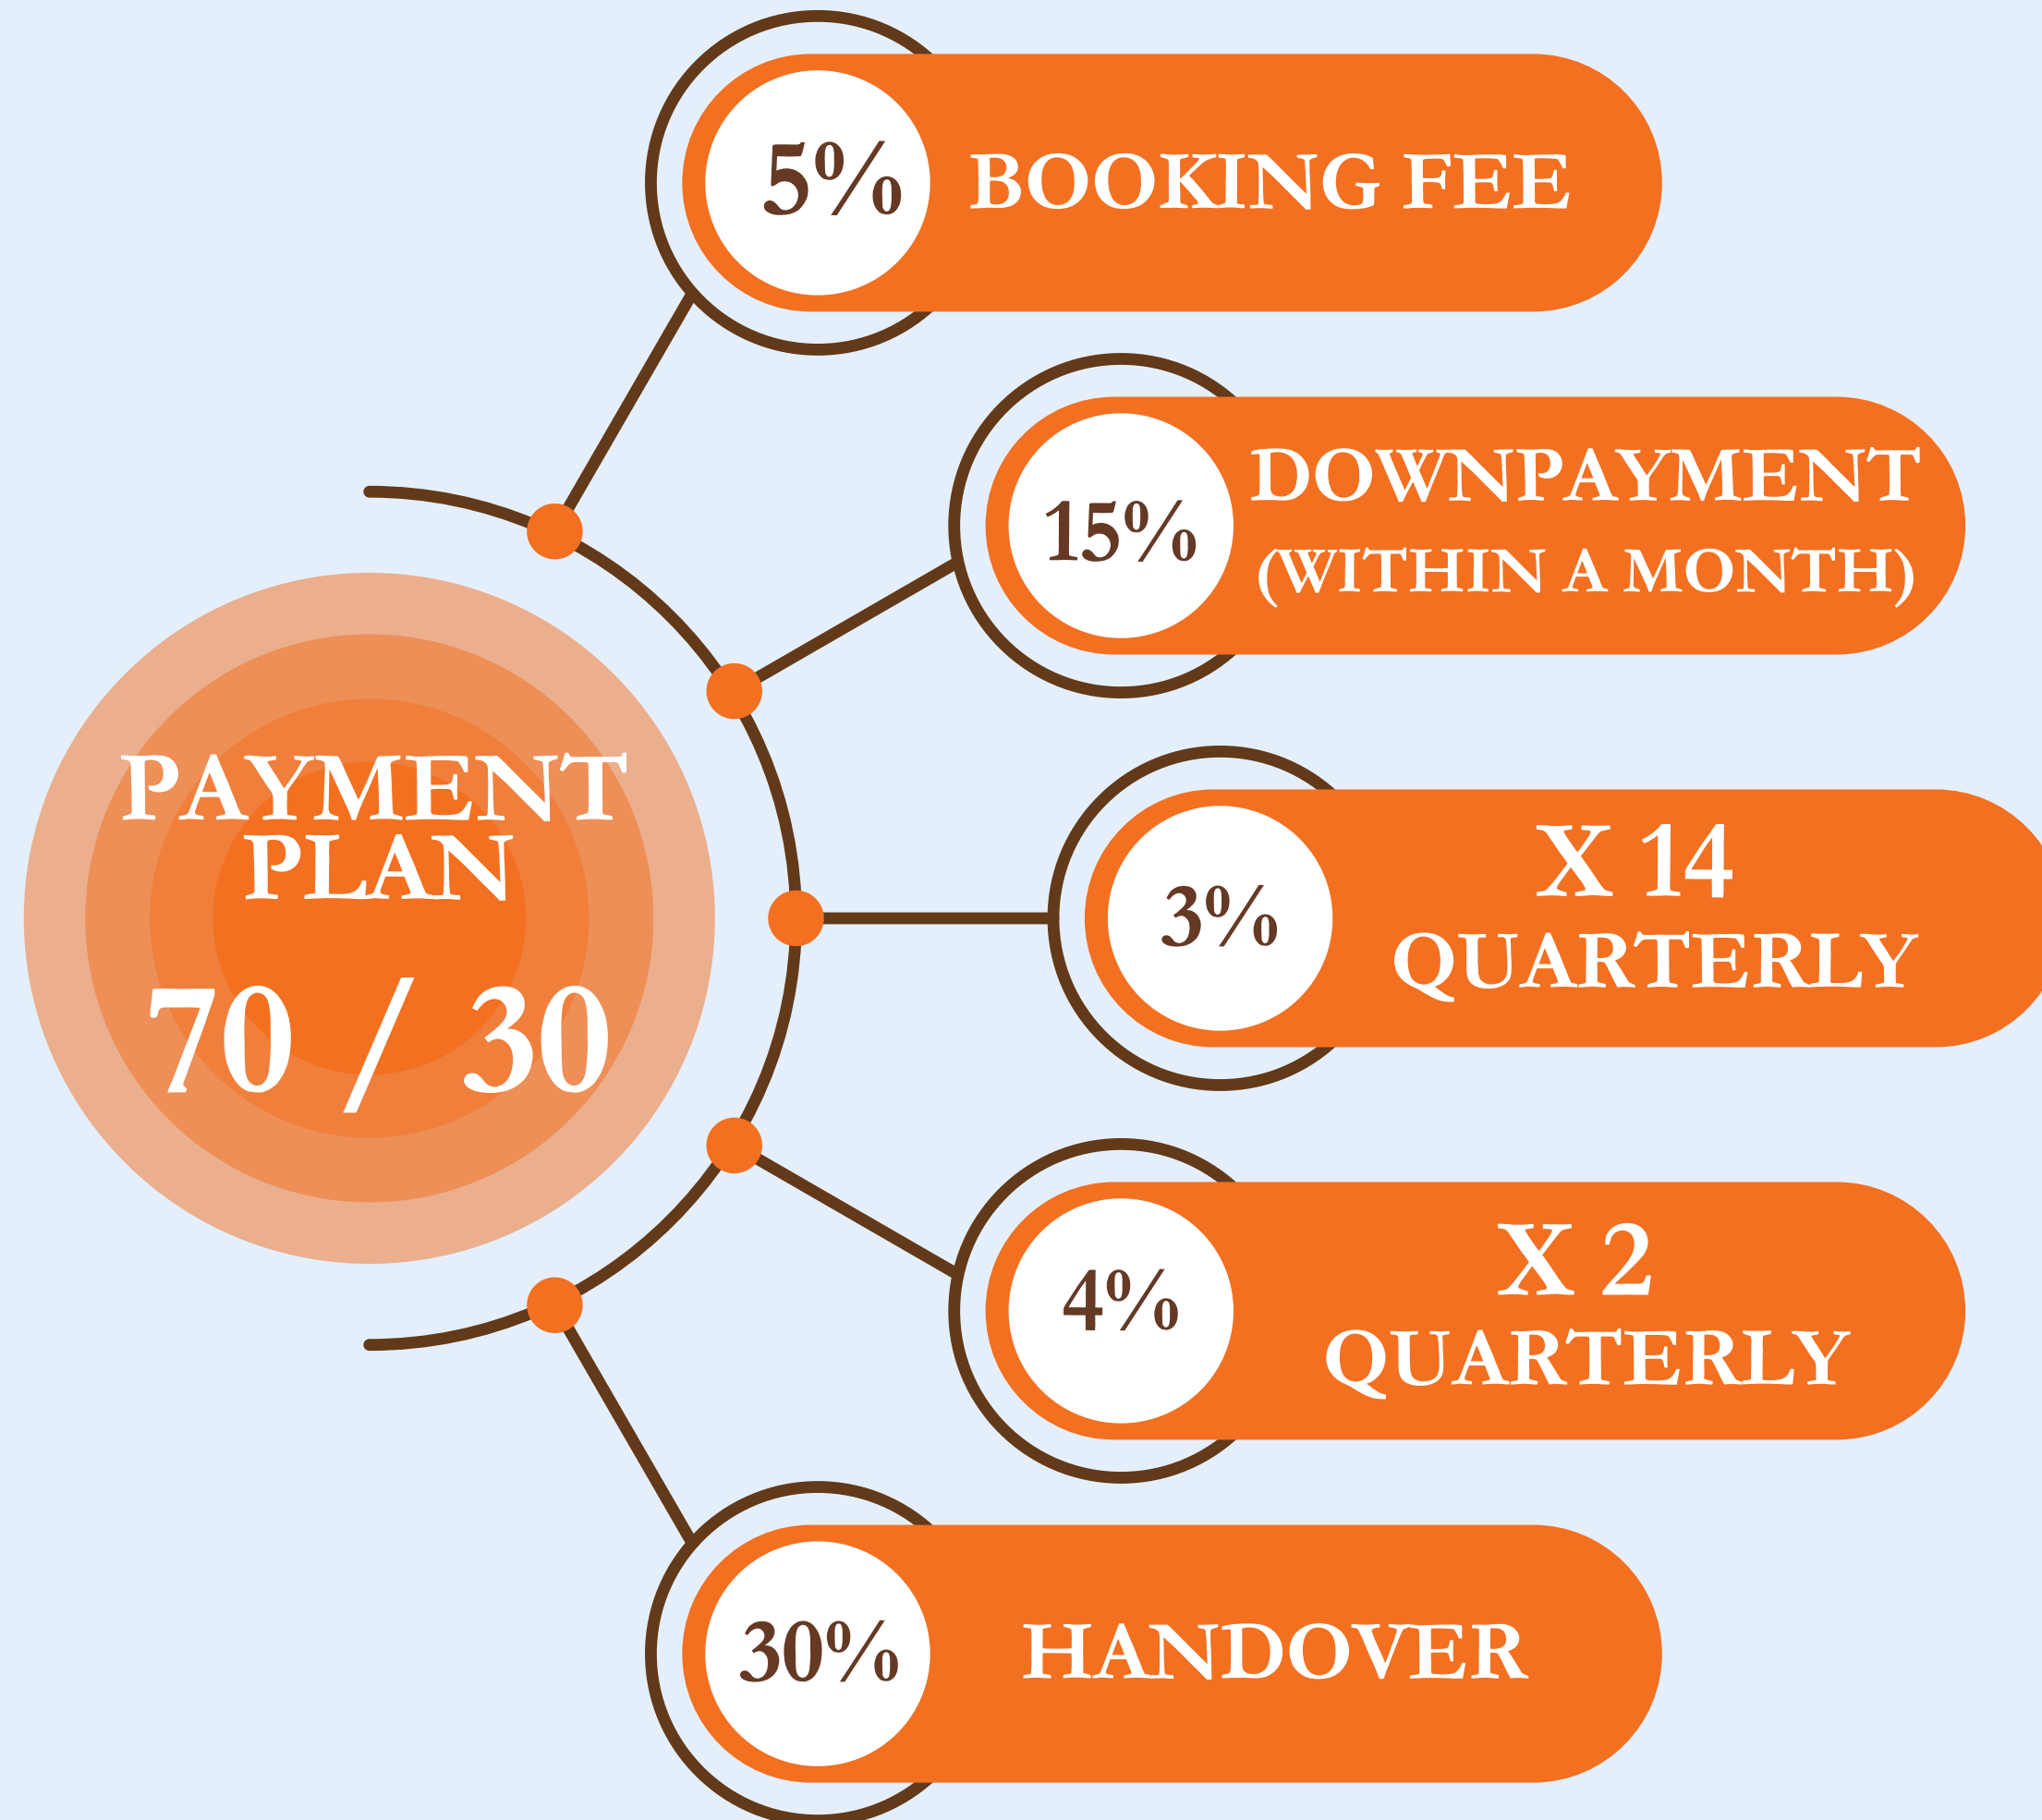 5% BOOKING FEE
15% DOWNPAYMENT
(WITHIN A MONTH)
PAYMENT
PLAN
70 / 30
3% X 14
QUARTERLY
4% X 2
QUARTERLY
30% HANDOVER